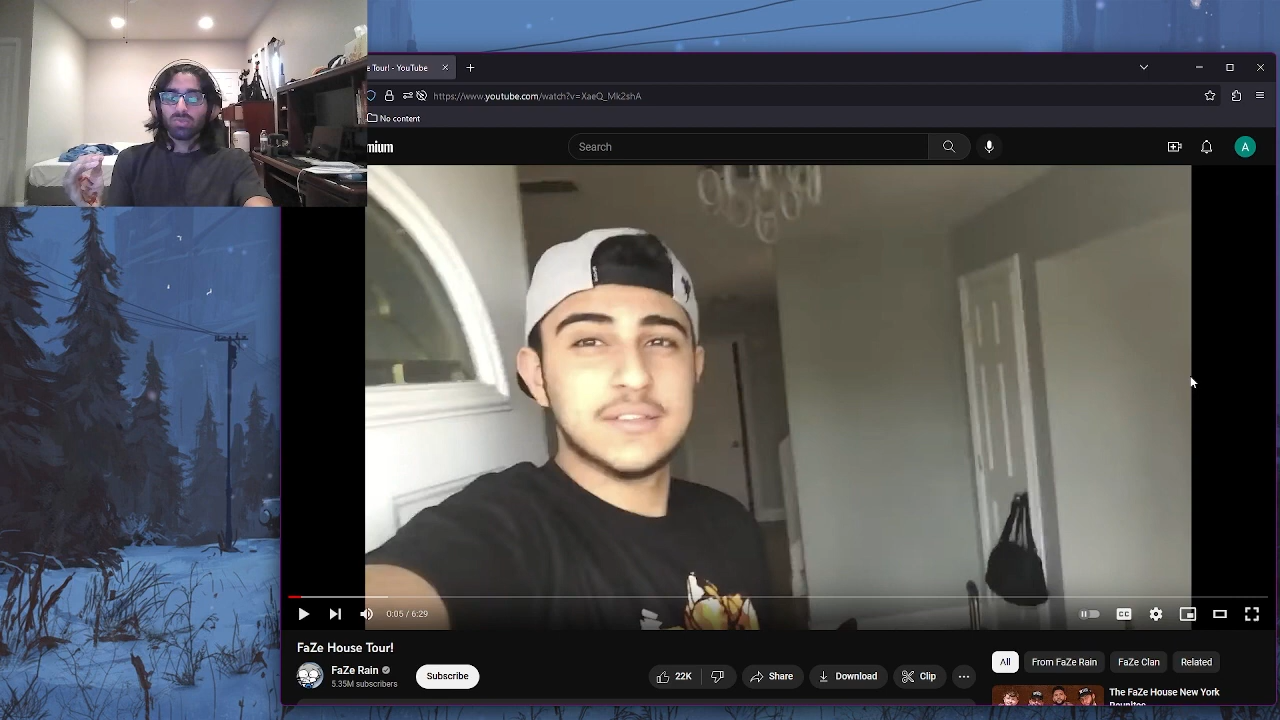 e Tour! - YouTube
https://www.youtube.com/watch?v=XaeQ_Mk2shA
No content
mium
Search
A
0:05 / 6:29
CC
FaZe House Tour!
FaZe Rain
5.35M subscribers
Subscribe
22K
Share
Download
Clip
All
From FaZe Rain
FaZe Clan
Related
The FaZe House New York
Reunites